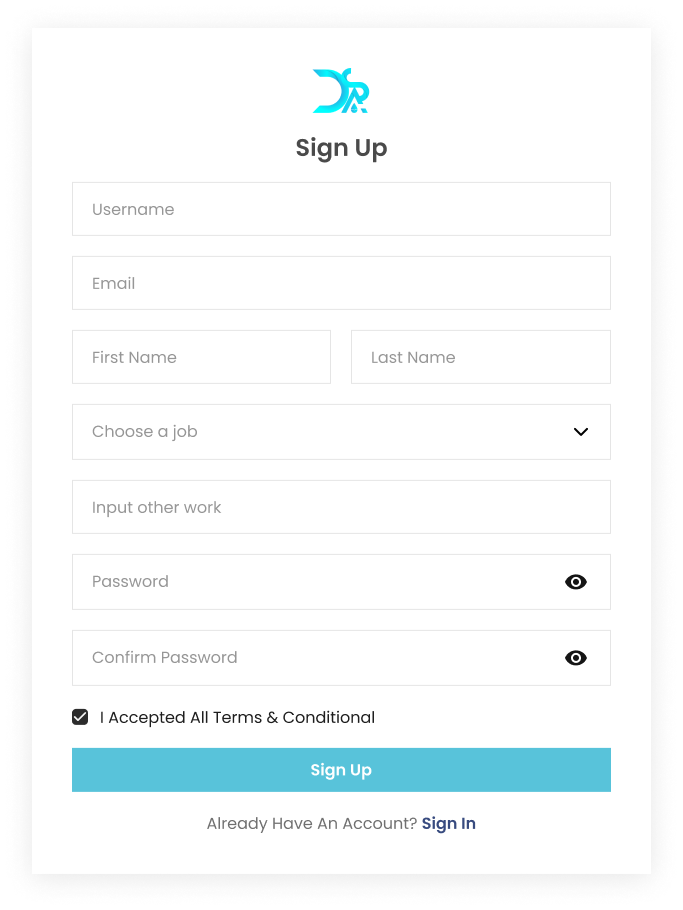 Sign Up
Username
Email
First Name
Last Name
Choose a job
Input other work
Password
Confirm Password
I Accepted All Terms & Conditional
Sign Up
Already Have An Account? Sign In